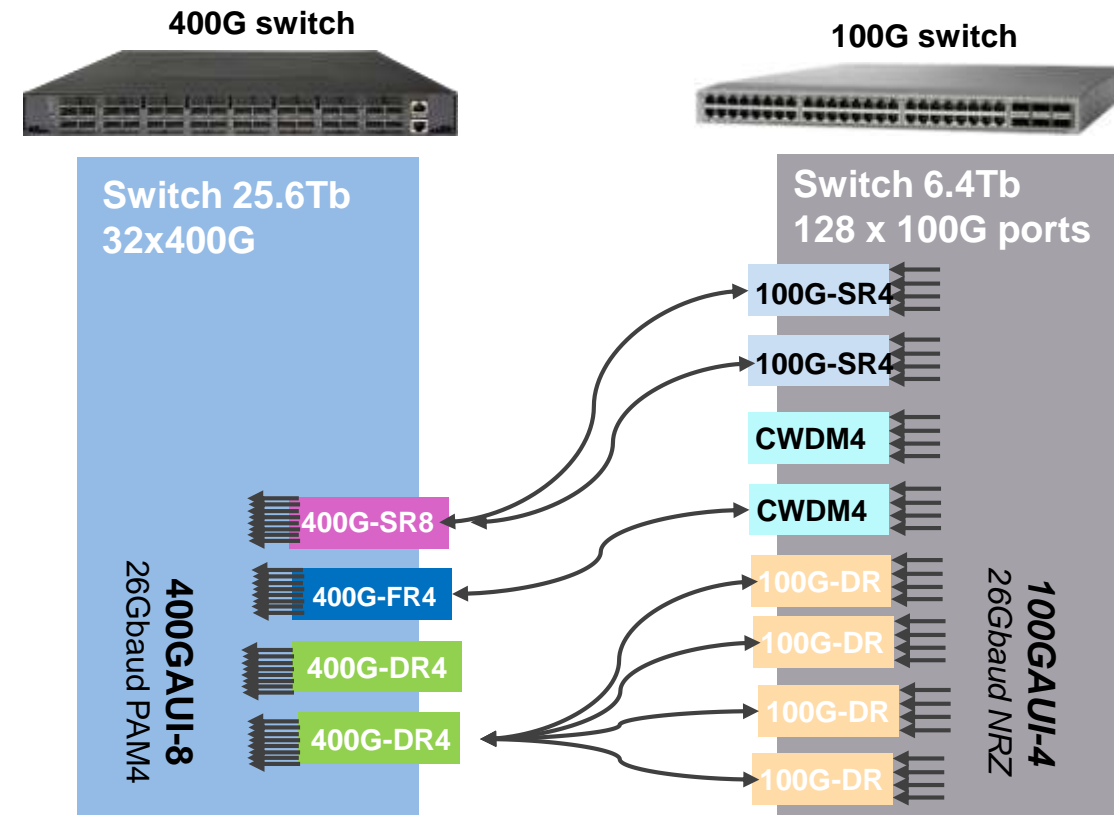 400G switch
100G switch
Switch 25.6Tb
32x400G
Switch 6.4Tb
128 x 100G ports
100G-SR4
100G-SR4
CWDM4
CWDM4
100G-DR
100G-DR
100G-DR
100G-DR
400G-SR8
400G-FR4
400G-DR4
400G-DR4
400GAUI-8
26Gbaud PAM4
100GAUI-4
26Gbaud NRZ